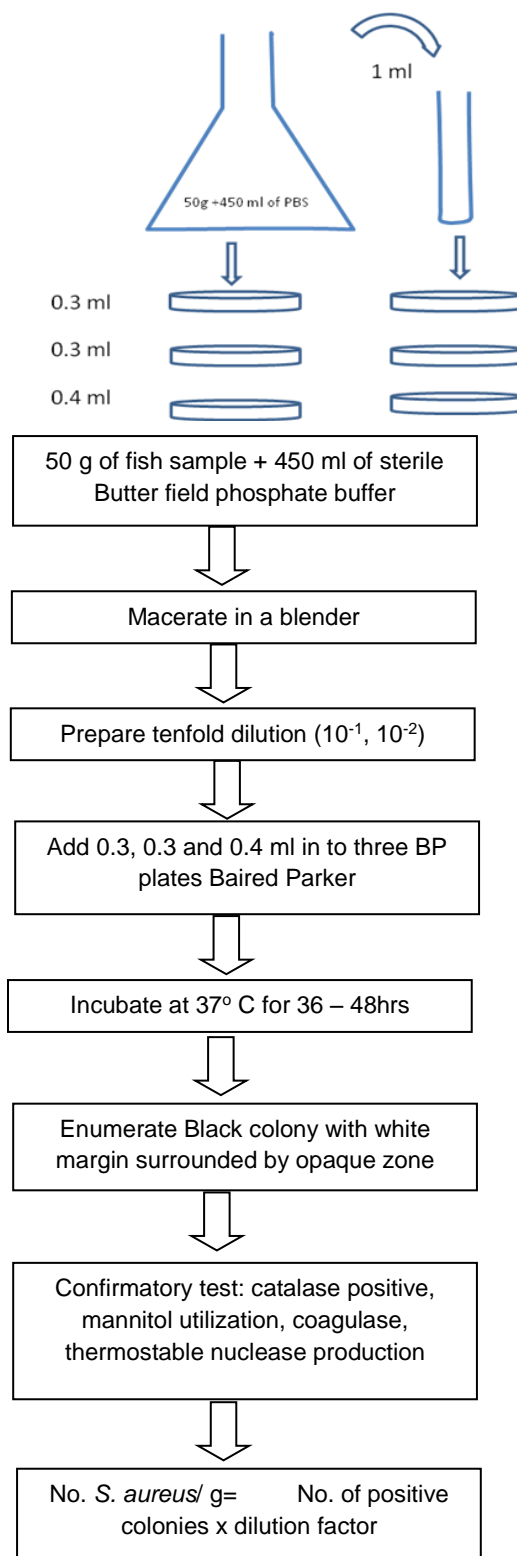 1 ml
50g +450 ml of PBS
0.3 ml
0.3 ml
0.4 ml
50 g of fish sample + 450 ml of sterile
Butter field phosphate buffer
Macerate in a blender
Prepare tenfold dilution (10⁻¹, 10⁻²)
Add 0.3, 0.3 and 0.4 ml in to three BP
plates Baired Parker
Incubate at 37º C for 36 – 48hrs
Enumerate Black colony with white
margin surrounded by opaque zone
Confirmatory test: catalase positive,
mannitol utilization, coagulase,
thermostable nuclease production
No. S. aureus/ g= No. of positive
colonies x dilution factor